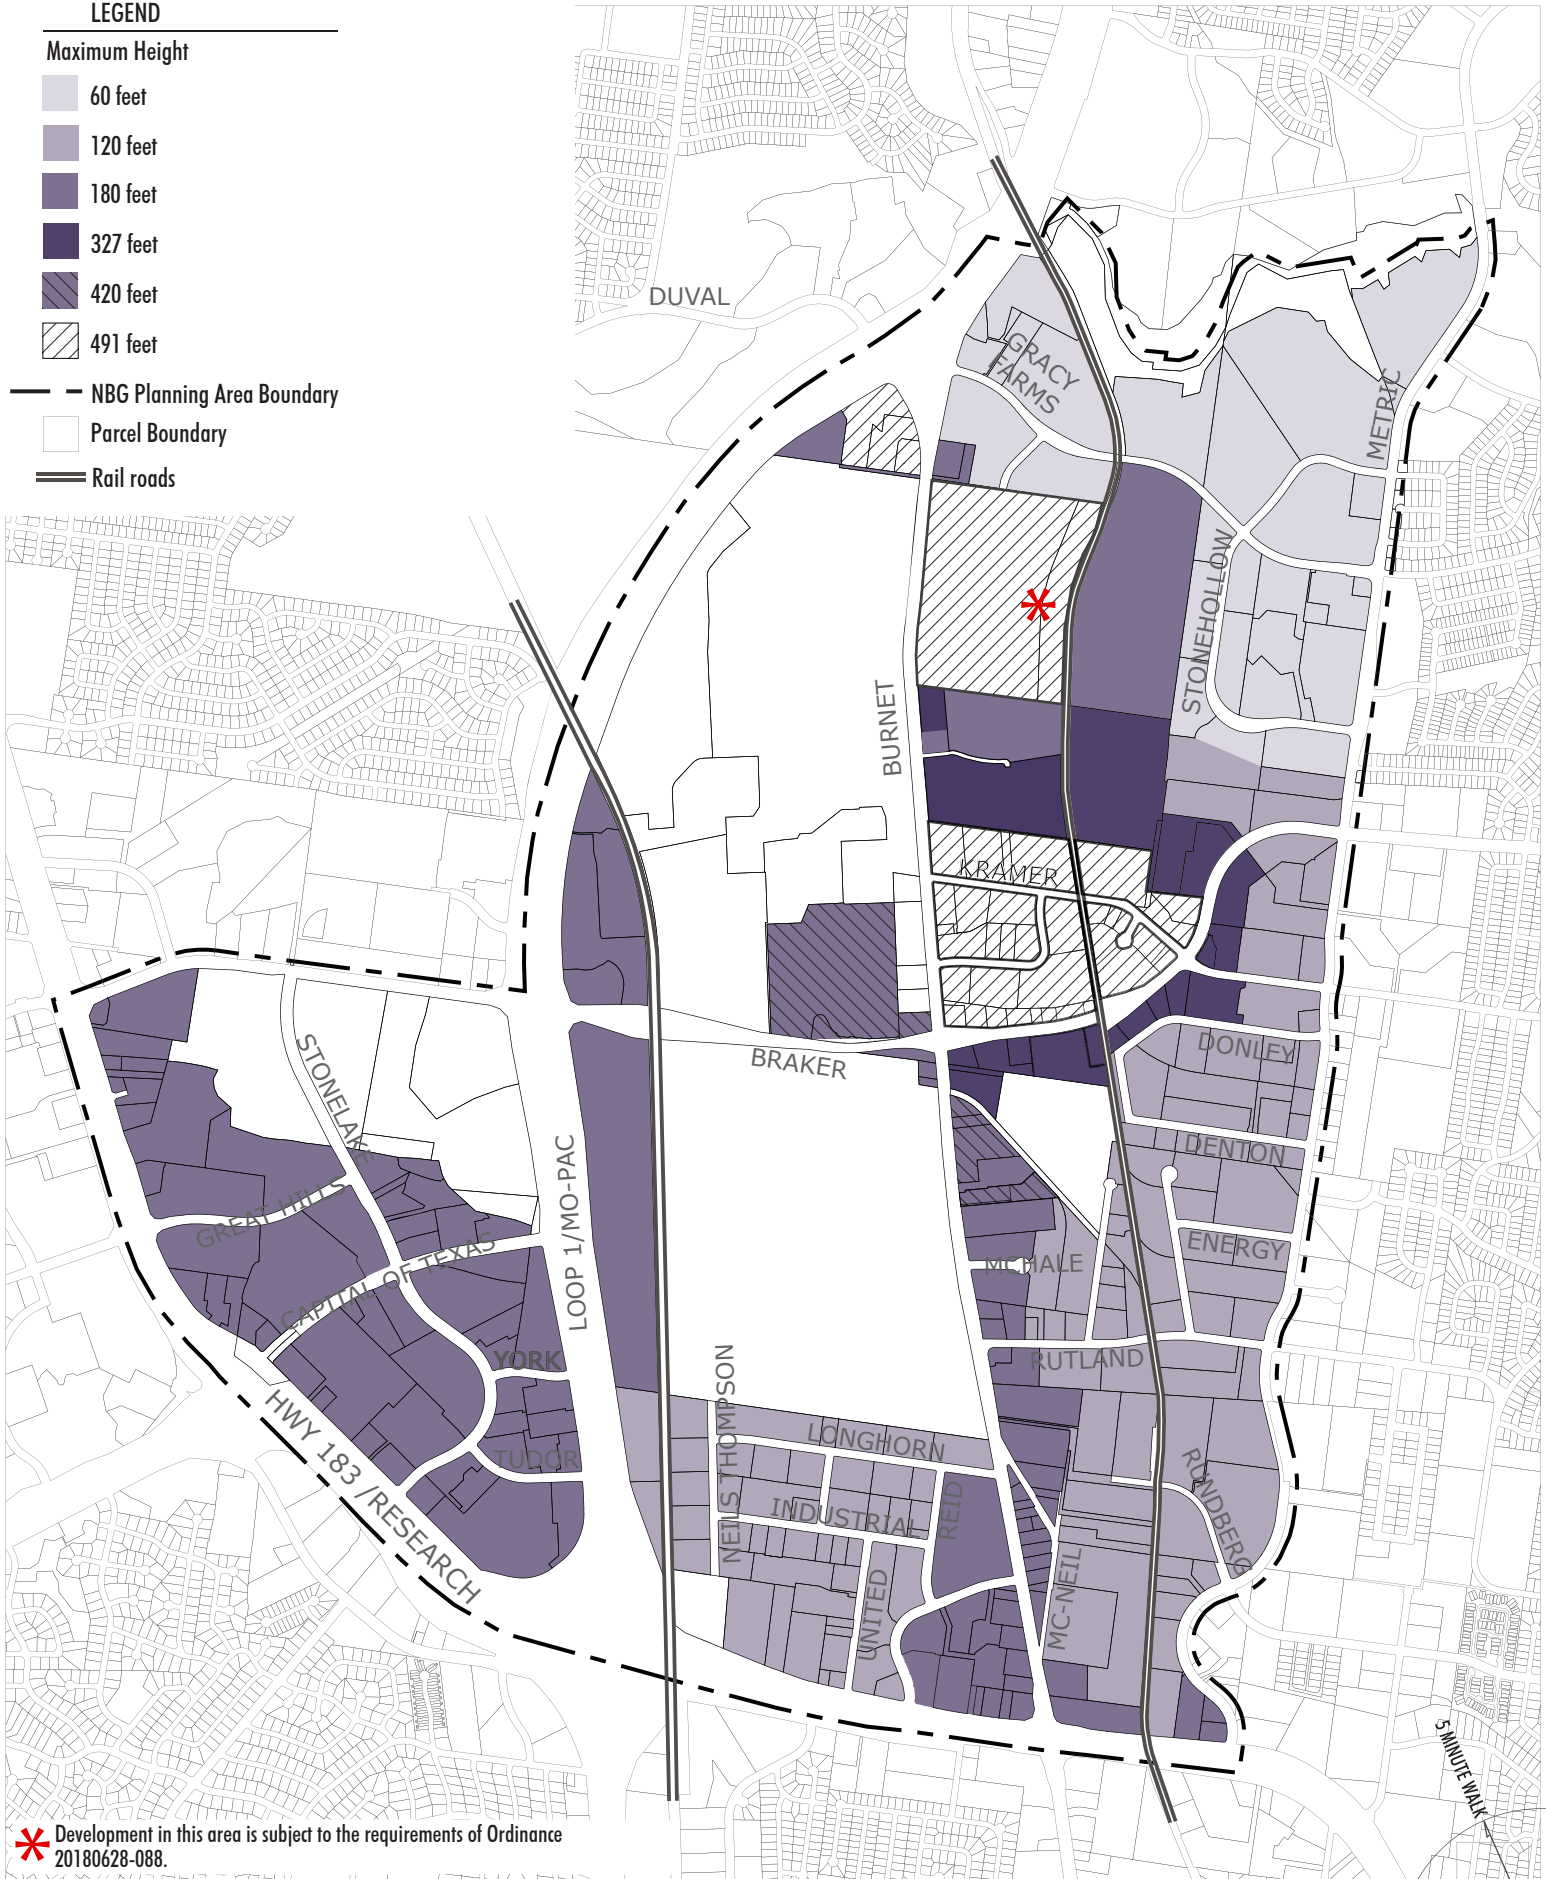 LEGEND
Maximum Height
60 feet
120 feet
180 feet
327 feet
420 feet
491 feet
NBG Planning Area Boundary
Parcel Boundary
Rail roads
DUVAL
GRACY
FARMS
METRIC
STONEHOLLOW
BURNET
KRAMER
BRAKER
DONLEY
DENTON
ENERGY
MCHALE
RUTLAND
STONELAKE
GREAT HILLS
CAPITAL OF TEXAS
LOOP 1/MO-PAC
YORK
TUDOR
HWY 183 /RESEARCH
NEILS THOMPSON
LONGHORN
INDUSTRIAL
REID
UNITED
MC-NEIL
RUNDBERG
5 MINUTE WALK
* Development in this area is subject to the requirements of Ordinance
20180628-088.